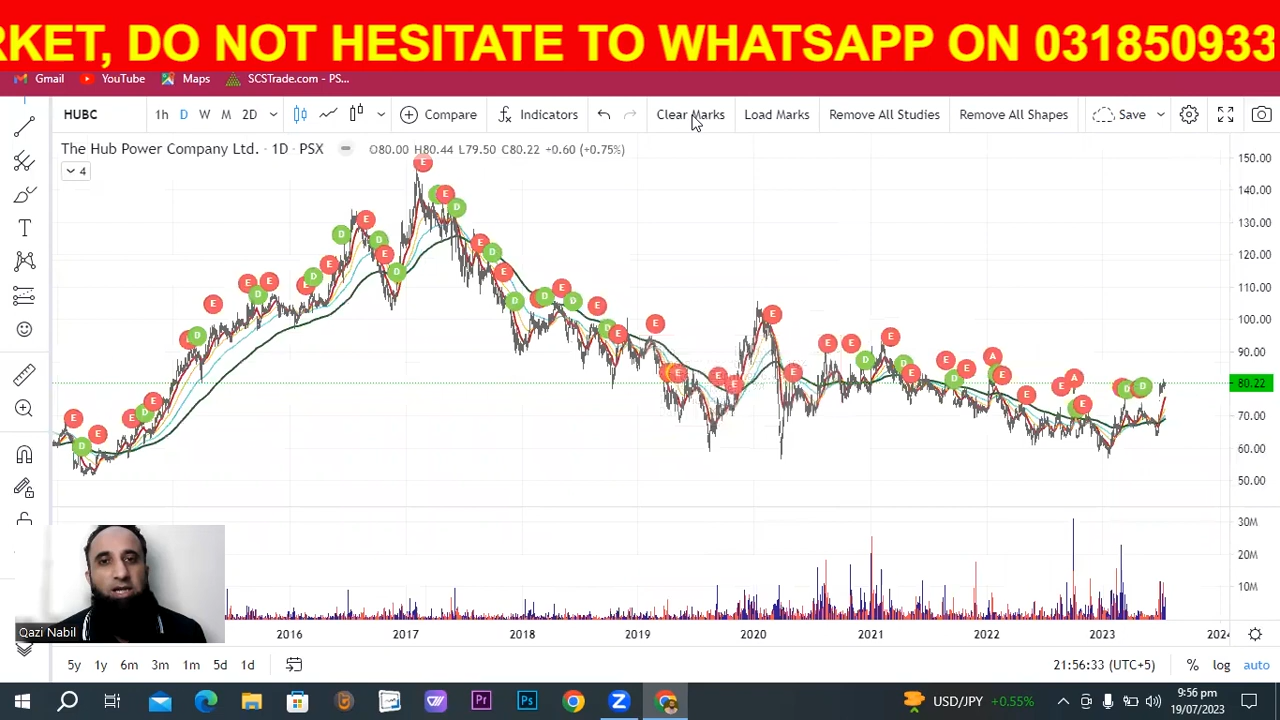 RKET, DO NOT HESITATE TO WHATSAPP ON 031850933
Gmail YouTube Maps SCSTrade.com - PS...
HUBC 1h D W M 2D Compare Indicators Clear Marks Load Marks Remove All Studies Remove All Shapes Save
The Hub Power Company Ltd. · 1D · PSX O80.00 H80.44 L79.50 C80.22 +0.60 (+0.75%)
4
150.00
140.00
130.00
120.00
110.00
100.00
90.00
80.22
70.00
60.00
50.00
30M
20M
10M
Qazi Nabil
2016 2017 2018 2019 2020 2021 2022 2023 2024
5y 1y 6m 3m 1m 5d 1d 21:56:33 (UTC+5) % log auto
USD/JPY +0.55% 9:56 pm
19/07/2023